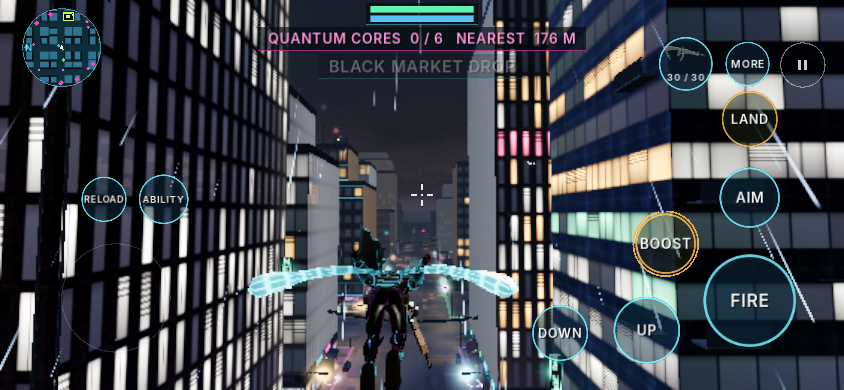 QUANTUM CORES 0 / 6 NEAREST 176 M
BLACK MARKET DROP
30 / 30
MORE
LAND
RELOAD
ABILITY
AIM
BOOST
FIRE
DOWN
UP